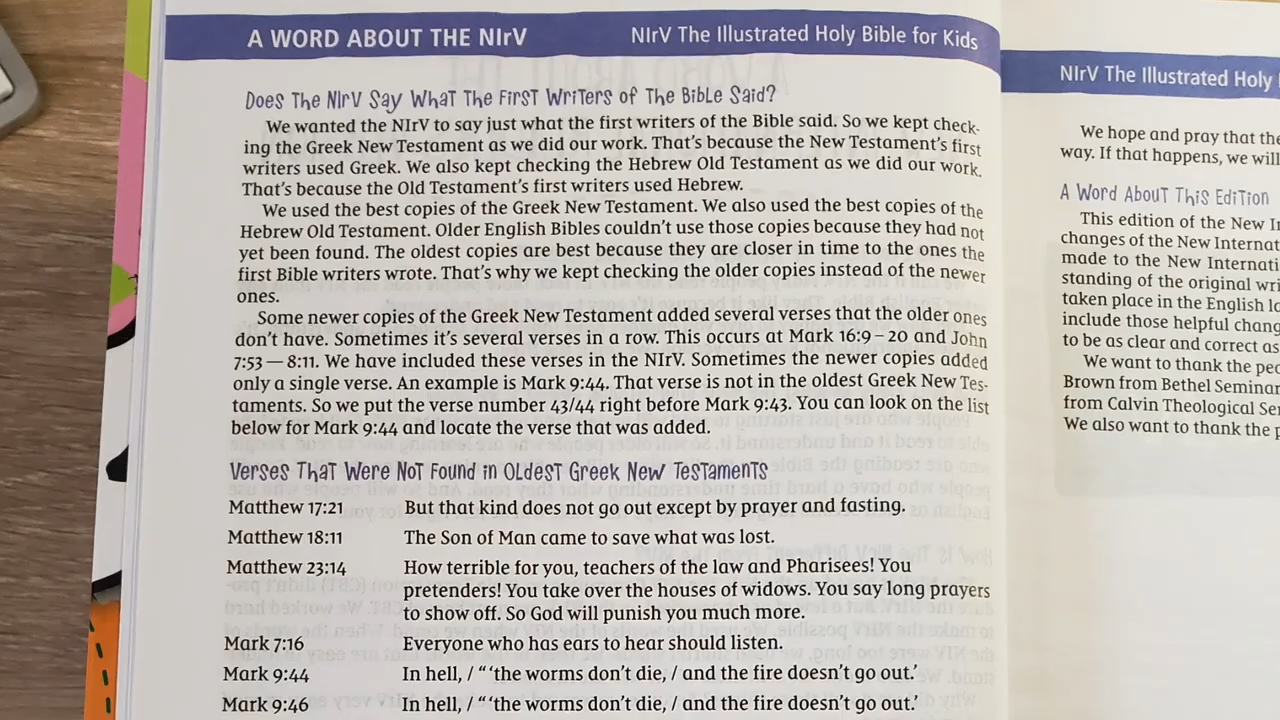 A WORD ABOUT THE NIrV
NIrV The Illustrated Holy Bible for Kids
Does The NIrV Say What The First Writers of The Bible Said?
We wanted the NIrV to say just what the first writers of the Bible said. So we kept check-
ing the Greek New Testament as we did our work. That's because the New Testament's first
writers used Greek. We also kept checking the Hebrew Old Testament as we did our work.
That's because the Old Testament's first writers used Hebrew.
We used the best copies of the Greek New Testament. We also used the best copies of the
Hebrew Old Testament. Older English Bibles couldn't use those copies because they had not
yet been found. The oldest copies are best because they are closer in time to the ones the
first Bible writers wrote. That's why we kept checking the older copies instead of the newer
ones.
Some newer copies of the Greek New Testament added several verses that the older ones
don't have. Sometimes it's several verses in a row. This occurs at Mark 16:9–20 and John
7:53—8:11. We have included these verses in the NIrV. Sometimes the newer copies added
only a single verse. An example is Mark 9:44. That verse is not in the oldest Greek New Tes-
taments. So we put the verse number 43/44 right before Mark 9:43. You can look on the list
below for Mark 9:44 and locate the verse that was added.
Verses That Were Not Found in Oldest Greek New Testaments
Matthew 17:21 But that kind does not go out except by prayer and fasting.
Matthew 18:11 The Son of Man came to save what was lost.
Matthew 23:14 How terrible for you, teachers of the law and Pharisees! You
pretenders! You take over the houses of widows. You say long prayers
to show off. So God will punish you much more.
Mark 7:16 Everyone who has ears to hear should listen.
Mark 9:44 In hell, / "'the worms don't die, / and the fire doesn't go out.'
Mark 9:46 In hell, / "'the worms don't die, / and the fire doesn't go out.'
NIrV The Illustrated Holy
We hope and pray that the
way. If that happens, we will
A Word About This Edition
This edition of the New
changes of the New
made to the New
standing of the original
taken place in the English
include those helpful
to be as clear and correct as
We want to thank the
Brown from Bethel
from Calvin Theological
We also want to thank the